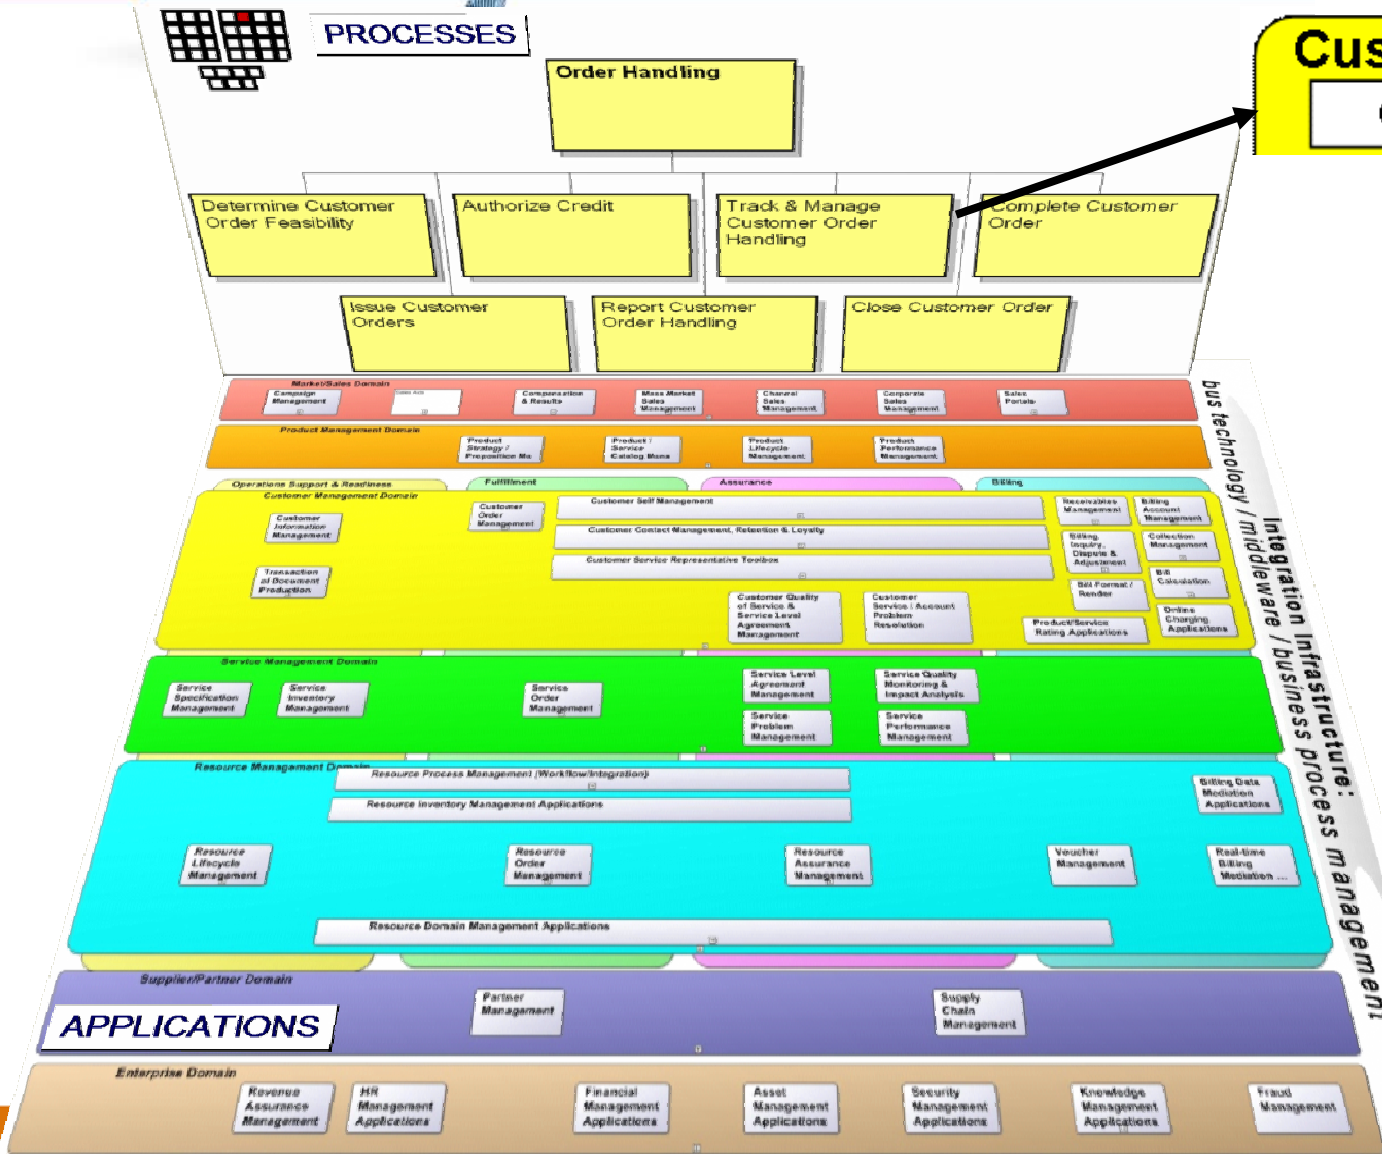 PROCESSES
Cus
Order Handling
Determine Customer
Order Feasibility
Authorize Credit
Track & Manage
Customer Order
Handling
Complete Customer
Order
Issue Customer
Orders
Report Customer
Order Handling
Close Customer Order
Market/Sales Domain
Campaign
Management
Compensation
& Results
Mass Market
Sales
Management
Channel
Sales
Management
Corporate
Sales
Management
Sales
Portals
Product Management Domain
Product
Strategy /
Proposition Ma
Product /
Service
Catalog Mana
Product
Lifecycle
Management
Product
Performance
Management
Operations Support & Readiness
Fulfillment
Assurance
Billing
Customer Management Domain
Customer
Information
Management
Transaction
al Document
Production
Customer
Order
Management
Customer Self Management
Customer Contact Management, Retention & Loyalty
Customer Service Representative Toolbox
Customer Quality
of Service &
Service Level
Agreement
Management
Customer
Service / Account
Problem
Resolution
Receivables
Management
Billing
Account
Management
Billing
Inquiry,
Dispute &
Adjustment
Collection
Management
Bill Format /
Render
Bill
Calculation
Product/Service
Rating Applications
Online
Charging
Applications
Service Management Domain
Service
Specification
Management
Service
Inventory
Management
Service
Order
Management
Service Level
Agreement
Management
Service Quality
Monitoring &
Impact Analysis
Service
Problem
Management
Service
Performance
Management
Resource Management Domain
Resource Process Management (Workflow/Integration)
Resource Inventory Management Applications
Billing Data
Mediation
Applications
Resource
Lifecycle
Management
Resource
Order
Management
Resource
Assurance
Management
Voucher
Management
Real-time
Billing
Mediation ...
Resource Domain Management Applications
Supplier/Partner Domain
APPLICATIONS
Partner
Management
Supply
Chain
Management
Enterprise Domain
Revenue
Assurance
Management
HR
Management
Applications
Financial
Management
Applications
Asset
Management
Applications
Security
Management
Applications
Knowledge
Management
Applications
Fraud
Management
Integration Infrastructure:
bus technology / middleware / business process management